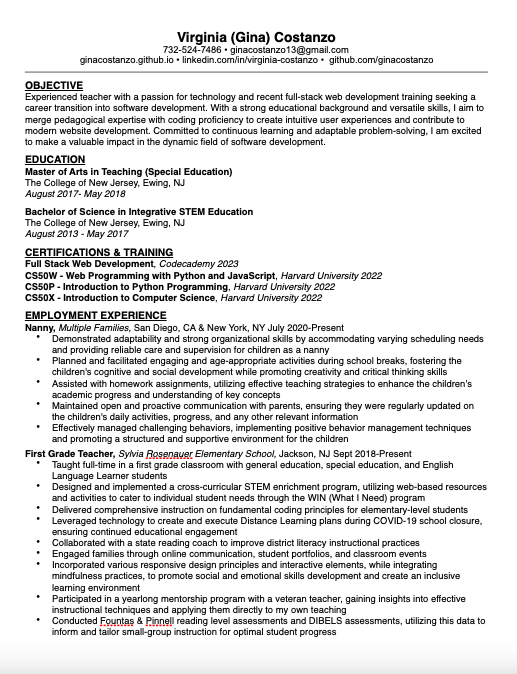 Virginia (Gina) Costanzo
732-524-7486 • ginacostanzo13@gmail.com
ginacostanzo.github.io • linkedin.com/in/virginia-costanzo • github.com/ginacostanzo
OBJECTIVE
Experienced teacher with a passion for technology and recent full-stack web development training seeking a
career transition into software development. With a strong educational background and versatile skills, I aim to
merge pedagogical expertise with coding proficiency to create intuitive user experiences and contribute to
modern website development. Committed to continuous learning and adaptable problem-solving, I am excited
to make a valuable impact in the dynamic field of software development.
EDUCATION
Master of Arts in Teaching (Special Education)
The College of New Jersey, Ewing, NJ
August 2017- May 2018
Bachelor of Science in Integrative STEM Education
The College of New Jersey, Ewing, NJ
August 2013 - May 2017
CERTIFICATIONS & TRAINING
Full Stack Web Development, Codecademy 2023
CS50W - Web Programming with Python and JavaScript, Harvard University 2022
CS50P - Introduction to Python Programming, Harvard University 2022
CS50X - Introduction to Computer Science, Harvard University 2022
EMPLOYMENT EXPERIENCE
Nanny, Multiple Families, San Diego, CA & New York, NY July 2020-Present
• Demonstrated adaptability and strong organizational skills by accommodating varying scheduling needs
and providing reliable care and supervision for children as a nanny
• Planned and facilitated engaging and age-appropriate activities during school breaks, fostering the
children's cognitive and social development while promoting creativity and critical thinking skills
• Assisted with homework assignments, utilizing effective teaching strategies to enhance the children's
academic progress and understanding of key concepts
• Maintained open and proactive communication with parents, ensuring they were regularly updated on
the children's daily activities, progress, and any other relevant information
• Effectively managed challenging behaviors, implementing positive behavior management techniques
and promoting a structured and supportive environment for the children
First Grade Teacher, Sylvia Rosenauer Elementary School, Jackson, NJ Sept 2018-Present
• Taught full-time in a first grade classroom with general education, special education, and English
Language Learner students
• Designed and implemented a cross-curricular STEM enrichment program, utilizing web-based resources
and activities to cater to individual student needs through the WIN (What I Need) program
• Delivered comprehensive instruction on fundamental coding principles for elementary-level students
• Leveraged technology to create and execute Distance Learning plans during COVID-19 school closure,
ensuring continued educational engagement
• Collaborated with a state reading coach to improve district literacy instructional practices
• Engaged families through online communication, student portfolios, and classroom events
• Incorporated various responsive design principles and interactive elements, while integrating
mindfulness practices, to promote social and emotional skills development and create an inclusive
learning environment
• Participated in a yearlong mentorship program with a veteran teacher, gaining insights into effective
instructional techniques and applying them directly to my own teaching
• Conducted Fountas & Pinnell reading level assessments and DIBELS assessments, utilizing this data to
inform and tailor small-group instruction for optimal student progress